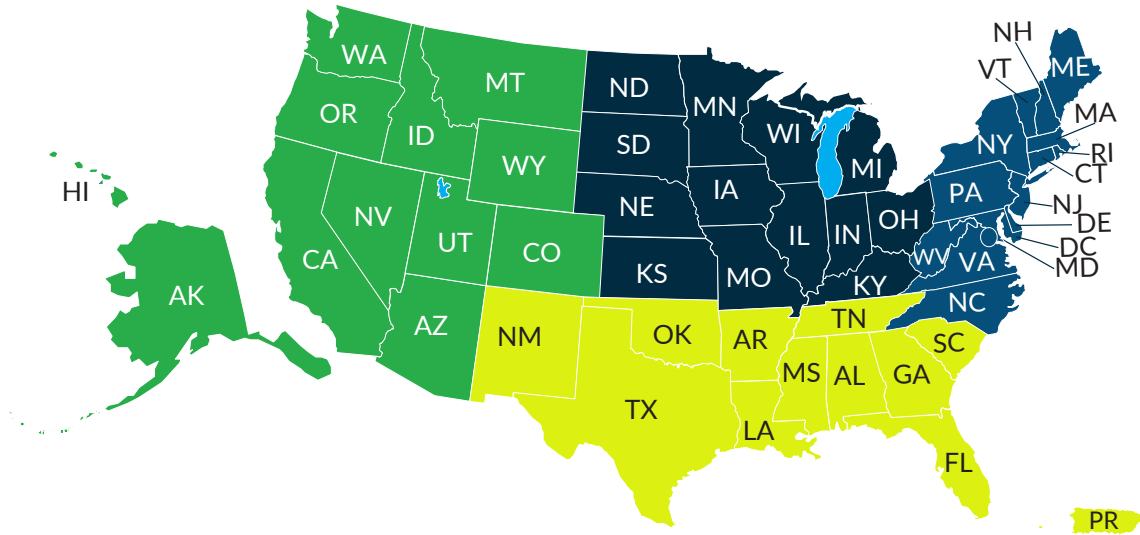 WA
MT
ND
MN
NH
VT
ME
OR
ID
SD
WI
MI
NY
MA
RI
CT
WY
IA
PA
NJ
DE
DC
MD
HI
NV
UT
CO
NE
IL
IN
OH
WV
VA
CA
KS
MO
KY
NC
AK
AZ
NM
OK
AR
TN
SC
TX
MS
AL
GA
LA
FL
PR